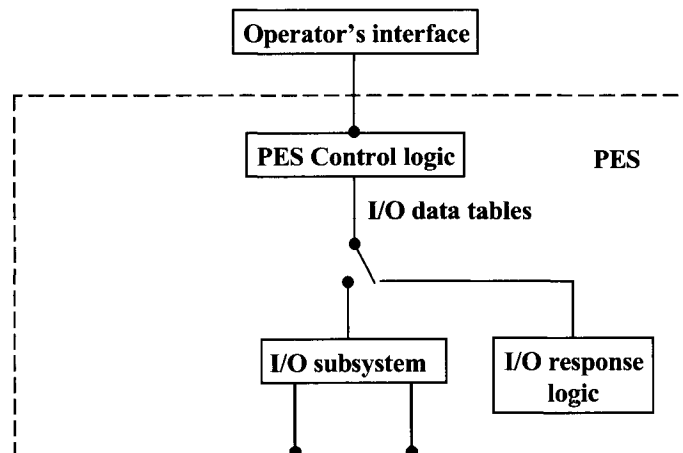 Operator's interface
PES Control logic
PES
I/O data tables
I/O subsystem
I/O response
logic